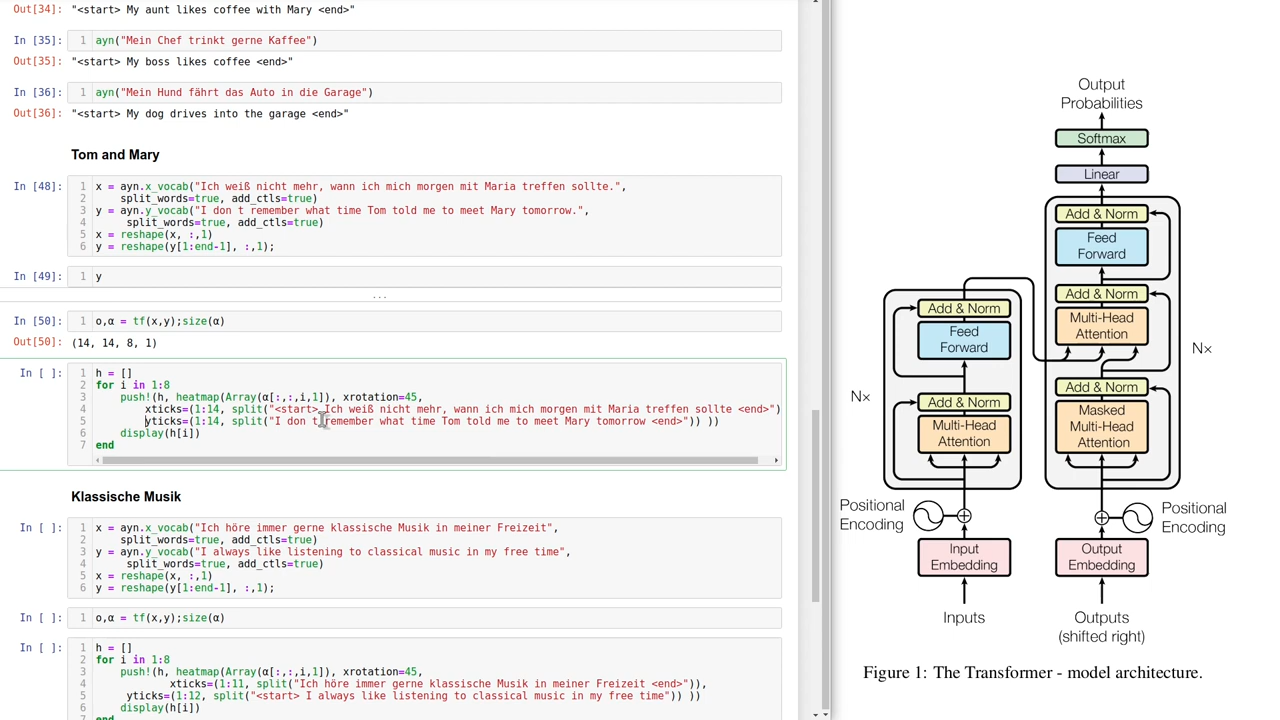 Out[34]: "<start> My aunt likes coffee with Mary <end>"
In [35]: 1 ayn("Mein Chef trinkt gerne Kaffee")
Out[35]: "<start> My boss likes coffee <end>"
In [36]: 1 ayn("Mein Hund fährt das Auto in die Garage")
Out[36]: "<start> My dog drives into the garage <end>"
Tom and Mary
In [48]: 1 x = ayn.x_vocab("Ich weiß nicht mehr, wann ich mich morgen mit Maria treffen sollte.",
2 split_words=true, add_ctls=true)
3 y = ayn.y_vocab("I don t remember what time Tom told me to meet Mary tomorrow.",
4 split_words=true, add_ctls=true)
5 x = reshape(x, :,1)
6 y = reshape(y[1:end-1], :,1);
In [49]: 1 y
...
In [50]: 1 o,α = tf(x,y);size(α)
Out[50]: (14, 14, 8, 1)
In [ ]: 1 h = []
2 for i in 1:8
3 push!(h, heatmap(Array(α[:,:,i,1]), xrotation=45,
4 xticks=(1:14, split("<start> Ich weiß nicht mehr, wann ich mich morgen mit Maria treffen sollte <end>")
5 yticks=(1:14, split("I don t remember what time Tom told me to meet Mary tomorrow <end>")) ))
6 display(h[i])
7 end
Klassische Musik
In [ ]: 1 x = ayn.x_vocab("Ich höre immer gerne klassische Musik in meiner Freizeit",
2 split_words=true, add_ctls=true)
3 y = ayn.y_vocab("I always like listening to classical music in my free time",
4 split_words=true, add_ctls=true)
5 x = reshape(x, :,1)
6 y = reshape(y[1:end-1], :,1);
In [ ]: 1 o,α = tf(x,y);size(α)
In [ ]: 1 h = []
2 for i in 1:8
3 push!(h, heatmap(Array(α[:,:,i,1]), xrotation=45,
4 xticks=(1:11, split("Ich höre immer gerne klassische Musik in meiner Freizeit <end>")),
5 yticks=(1:12, split("<start> I always like listening to classical music in my free time")) ))
6 display(h[i])
7 end
Output
Probabilities
Softmax
Linear
Add & Norm
Feed
Forward
Add & Norm
Multi-Head
Attention
Add & Norm
Masked
Multi-Head
Attention
N×
Add & Norm
Feed
Forward
N×
Add & Norm
Multi-Head
Attention
Positional
Encoding
Positional
Encoding
Input
Embedding
Output
Embedding
Inputs
Outputs
(shifted right)
Figure 1: The Transformer - model architecture.